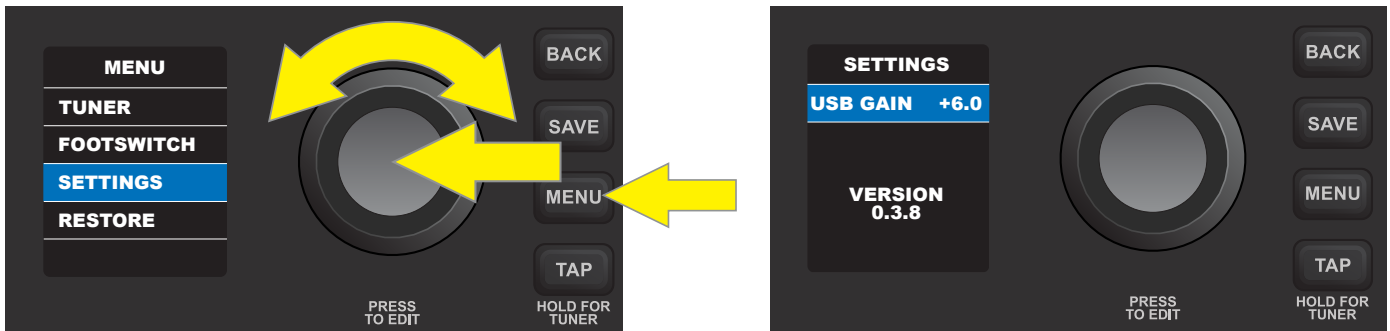 MENU
TUNER
FOOTSWITCH
SETTINGS
RESTORE
BACK
SAVE
MENU
TAP
PRESS
TO EDIT
HOLD FOR
TUNER
SETTINGS
USB GAIN +6.0
VERSION
0.3.8
BACK
SAVE
MENU
TAP
PRESS
TO EDIT
HOLD FOR
TUNER